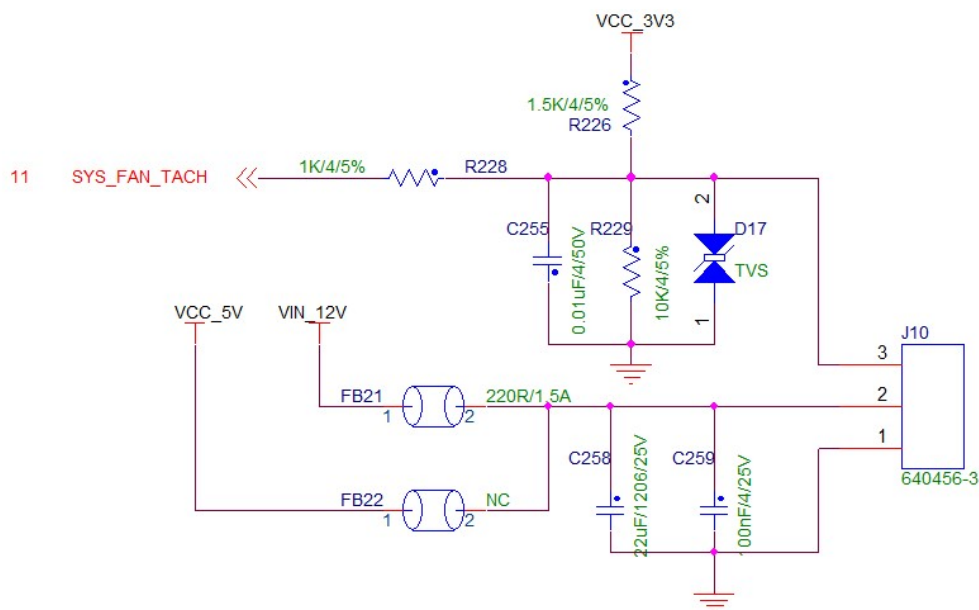 VCC_3V3
1.5K/4/5%
R226
11 SYS_FAN_TACH
1K/4/5%
R228
2
C255
R229
D17
TVS
0.01uF/4/50V
10K/4/5%
1
VCC_5V
VIN_12V
J10
3
FB21
220R/1.5A
1
2
2
1
C258
C259
640456-3
FB22
NC
1
2
22uF/1206/25V
100nF/4/25V